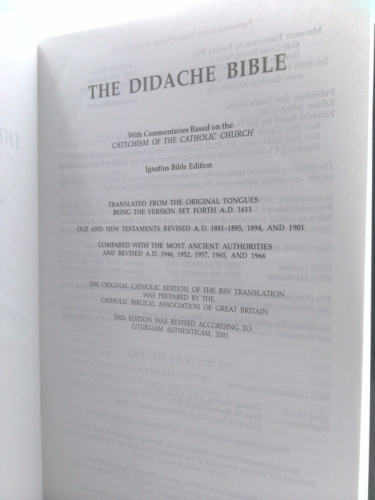 THE DIDACHE BIBLE
With Commentaries Based on the
CATECHISM OF THE CATHOLIC CHURCH
Ignatius Bible Edition
TRANSLATED FROM THE ORIGINAL TONGUES
BEING THE VERSION SET FORTH A.D. 1611
OLD AND NEW TESTAMENTS REVISED A.D. 1881–1885, 1894, AND 1901
COMPARED WITH THE MOST ANCIENT AUTHORITIES
AND REVISED A.D. 1946, 1952, 1957, 1965, AND 1966
THE ORIGINAL CATHOLIC EDITION OF THE RSV TRANSLATION
WAS PREPARED BY THE
CATHOLIC BIBLICAL ASSOCIATION OF GREAT BRITAIN
THIS EDITION WAS REVISED ACCORDING TO
LITURGIAM AUTHENTICAM, 2001